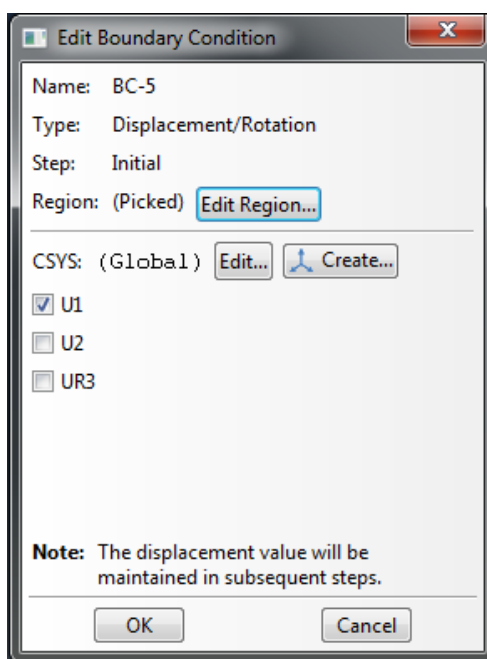 Edit Boundary Condition
Name: BC-5
Type: Displacement/Rotation
Step: Initial
Region: (Picked) Edit Region...
CSYS: (Global) Edit... Create...
U1
U2
UR3
Note: The displacement value will be
maintained in subsequent steps.
OK Cancel